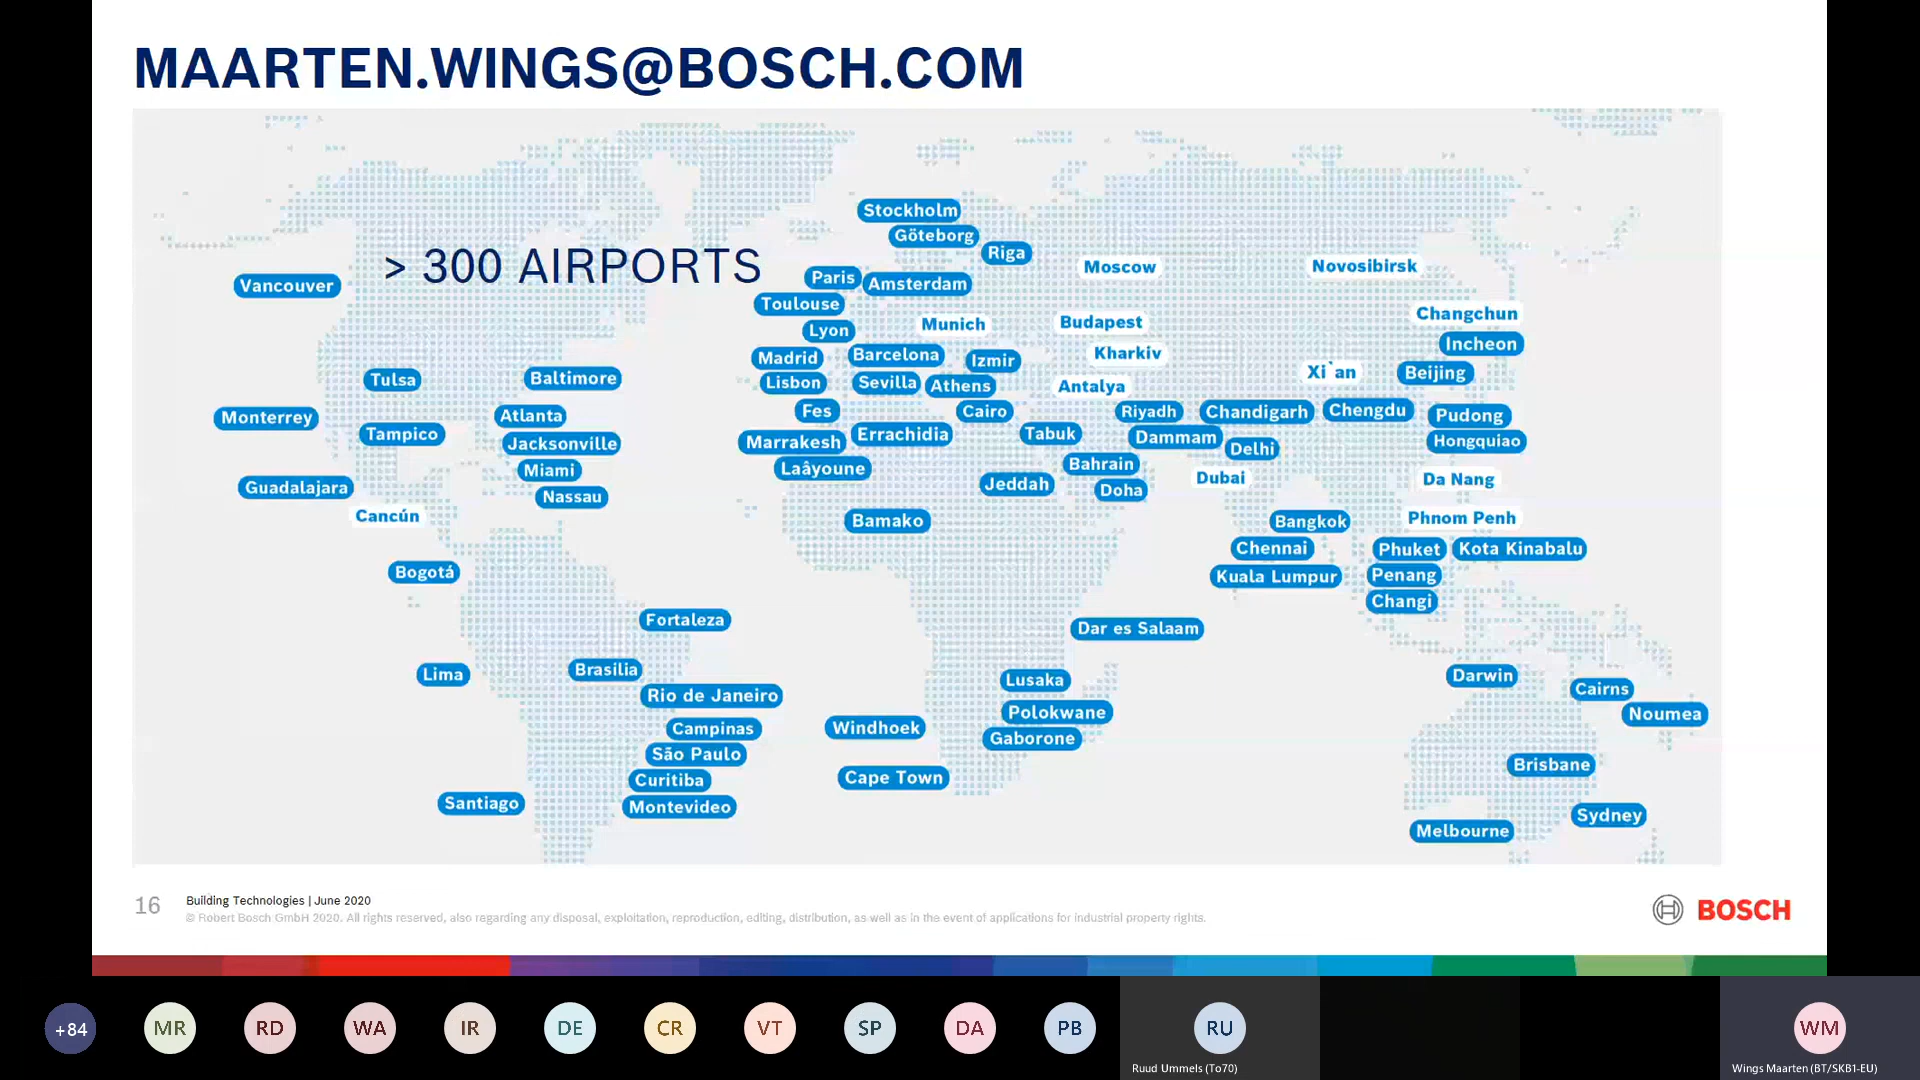 MAARTEN.WINGS@BOSCH.COM
> 300 AIRPORTS
Stockholm
Göteborg
Riga
Moscow
Novosibirsk
Vancouver
Paris
Amsterdam
Toulouse
Changchun
Lyon
Munich
Budapest
Incheon
Madrid
Barcelona
Izmir
Kharkiv
Tulsa
Baltimore
Lisbon
Sevilla
Athens
Antalya
Xi`an
Beijing
Monterrey
Atlanta
Fes
Cairo
Riyadh
Chandigarh
Chengdu
Pudong
Tampico
Jacksonville
Marrakesh
Errachidia
Tabuk
Dammam
Delhi
Hongquiao
Miami
Laâyoune
Bahrain
Dubai
Da Nang
Guadalajara
Nassau
Jeddah
Doha
Cancún
Bamako
Bangkok
Phnom Penh
Chennai
Phuket
Kota Kinabalu
Bogotá
Kuala Lumpur
Penang
Changi
Fortaleza
Dar es Salaam
Lima
Brasilia
Lusaka
Darwin
Cairns
Rio de Janeiro
Polokwane
Noumea
Campinas
Windhoek
Gaborone
São Paulo
Brisbane
Curitiba
Cape Town
Santiago
Montevideo
Sydney
Melbourne
16
Building Technologies | June 2020
© Robert Bosch GmbH 2020. All rights reserved, also regarding any disposal, exploitation, reproduction, editing, distribution, as well as in the event of applications for industrial property rights.
BOSCH
+84
MR
RD
WA
IR
DE
CR
VT
SP
DA
PB
RU
WM
Ruud Ummels (To70)
Wings Maarten (BT/SKB1-EU)